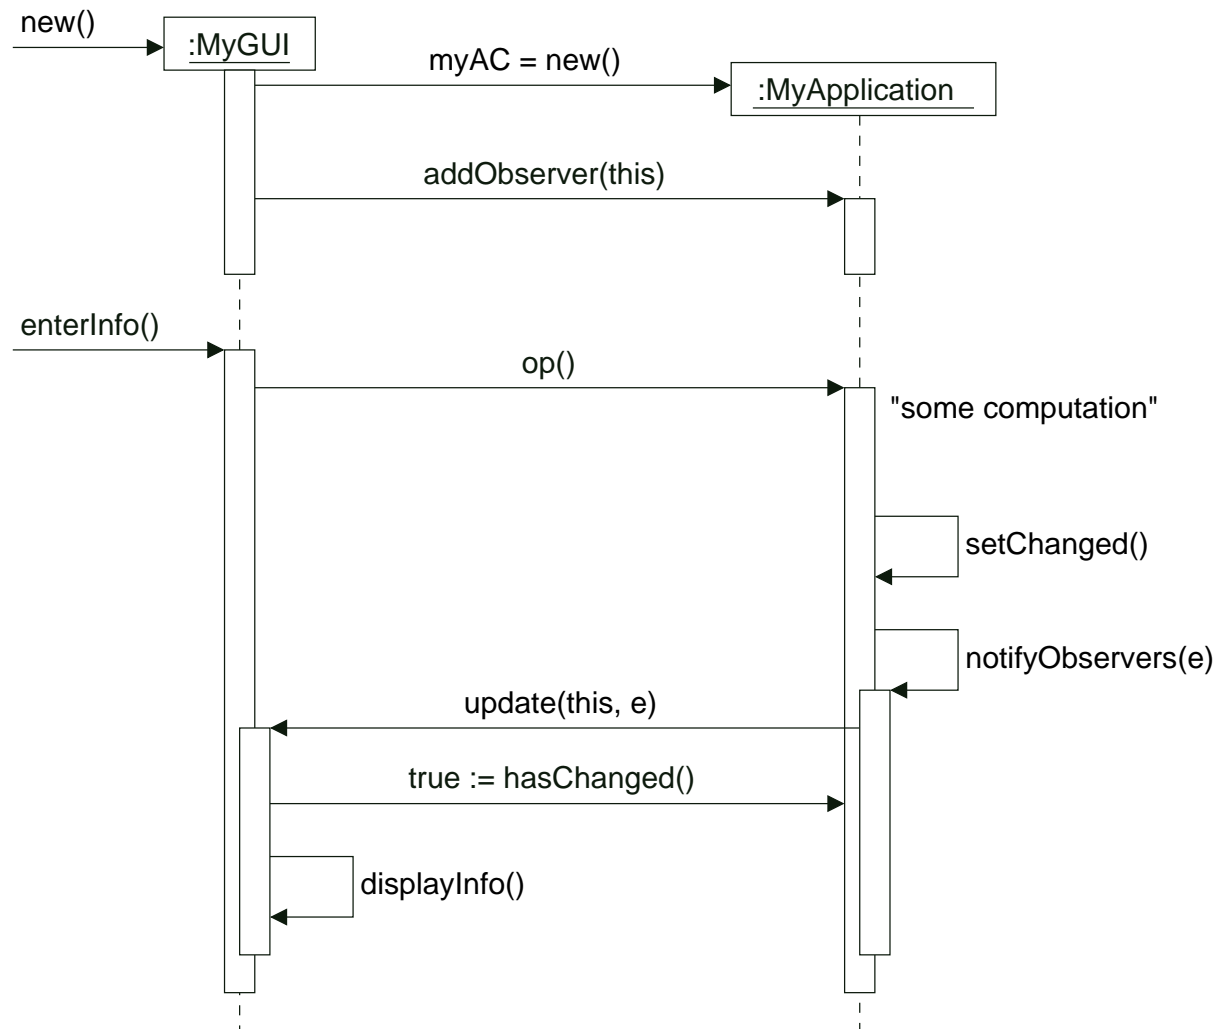 new()
:MyGUI
myAC = new()
:MyApplication
addObserver(this)
enterInfo()
op()
"some computation"
setChanged()
notifyObservers(e)
update(this, e)
true := hasChanged()
displayInfo()